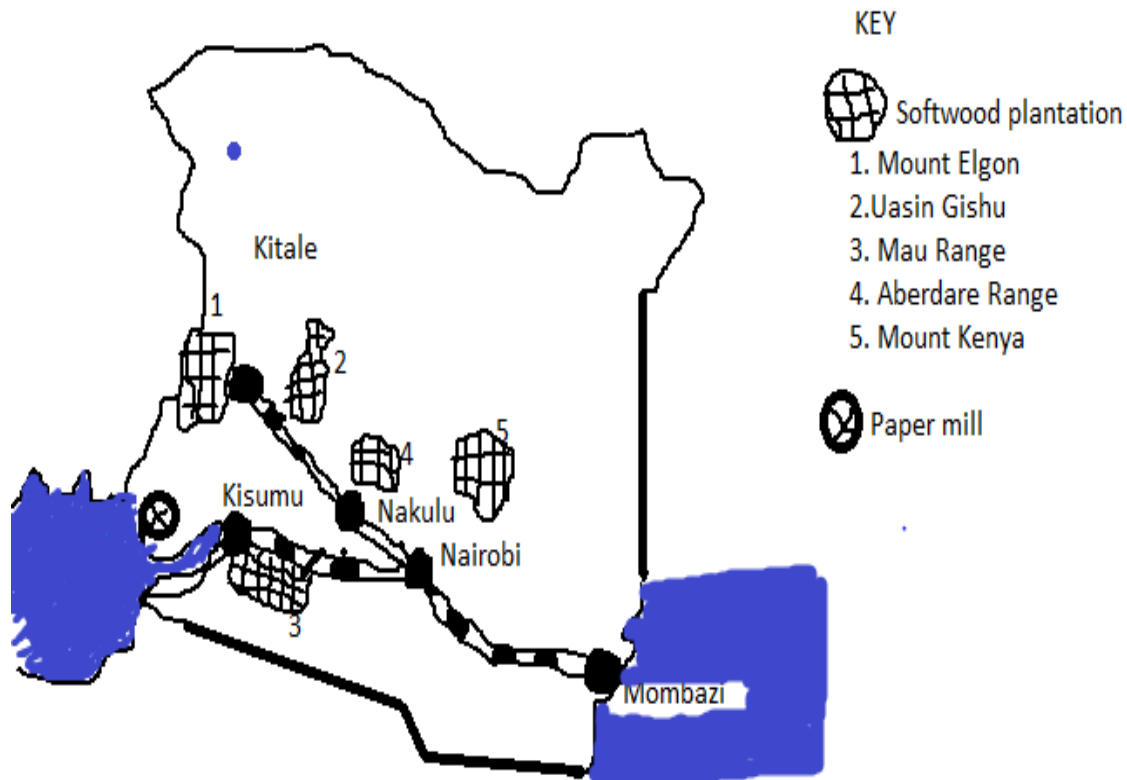 KEY
Softwood plantation
1. Mount Elgon
2.Uasin Gishu
3. Mau Range
4. Aberdare Range
5. Mount Kenya
Paper mill
Kitale
1
2
4
5
Kisumu
Nakulu
Nairobi
3
Mombazi